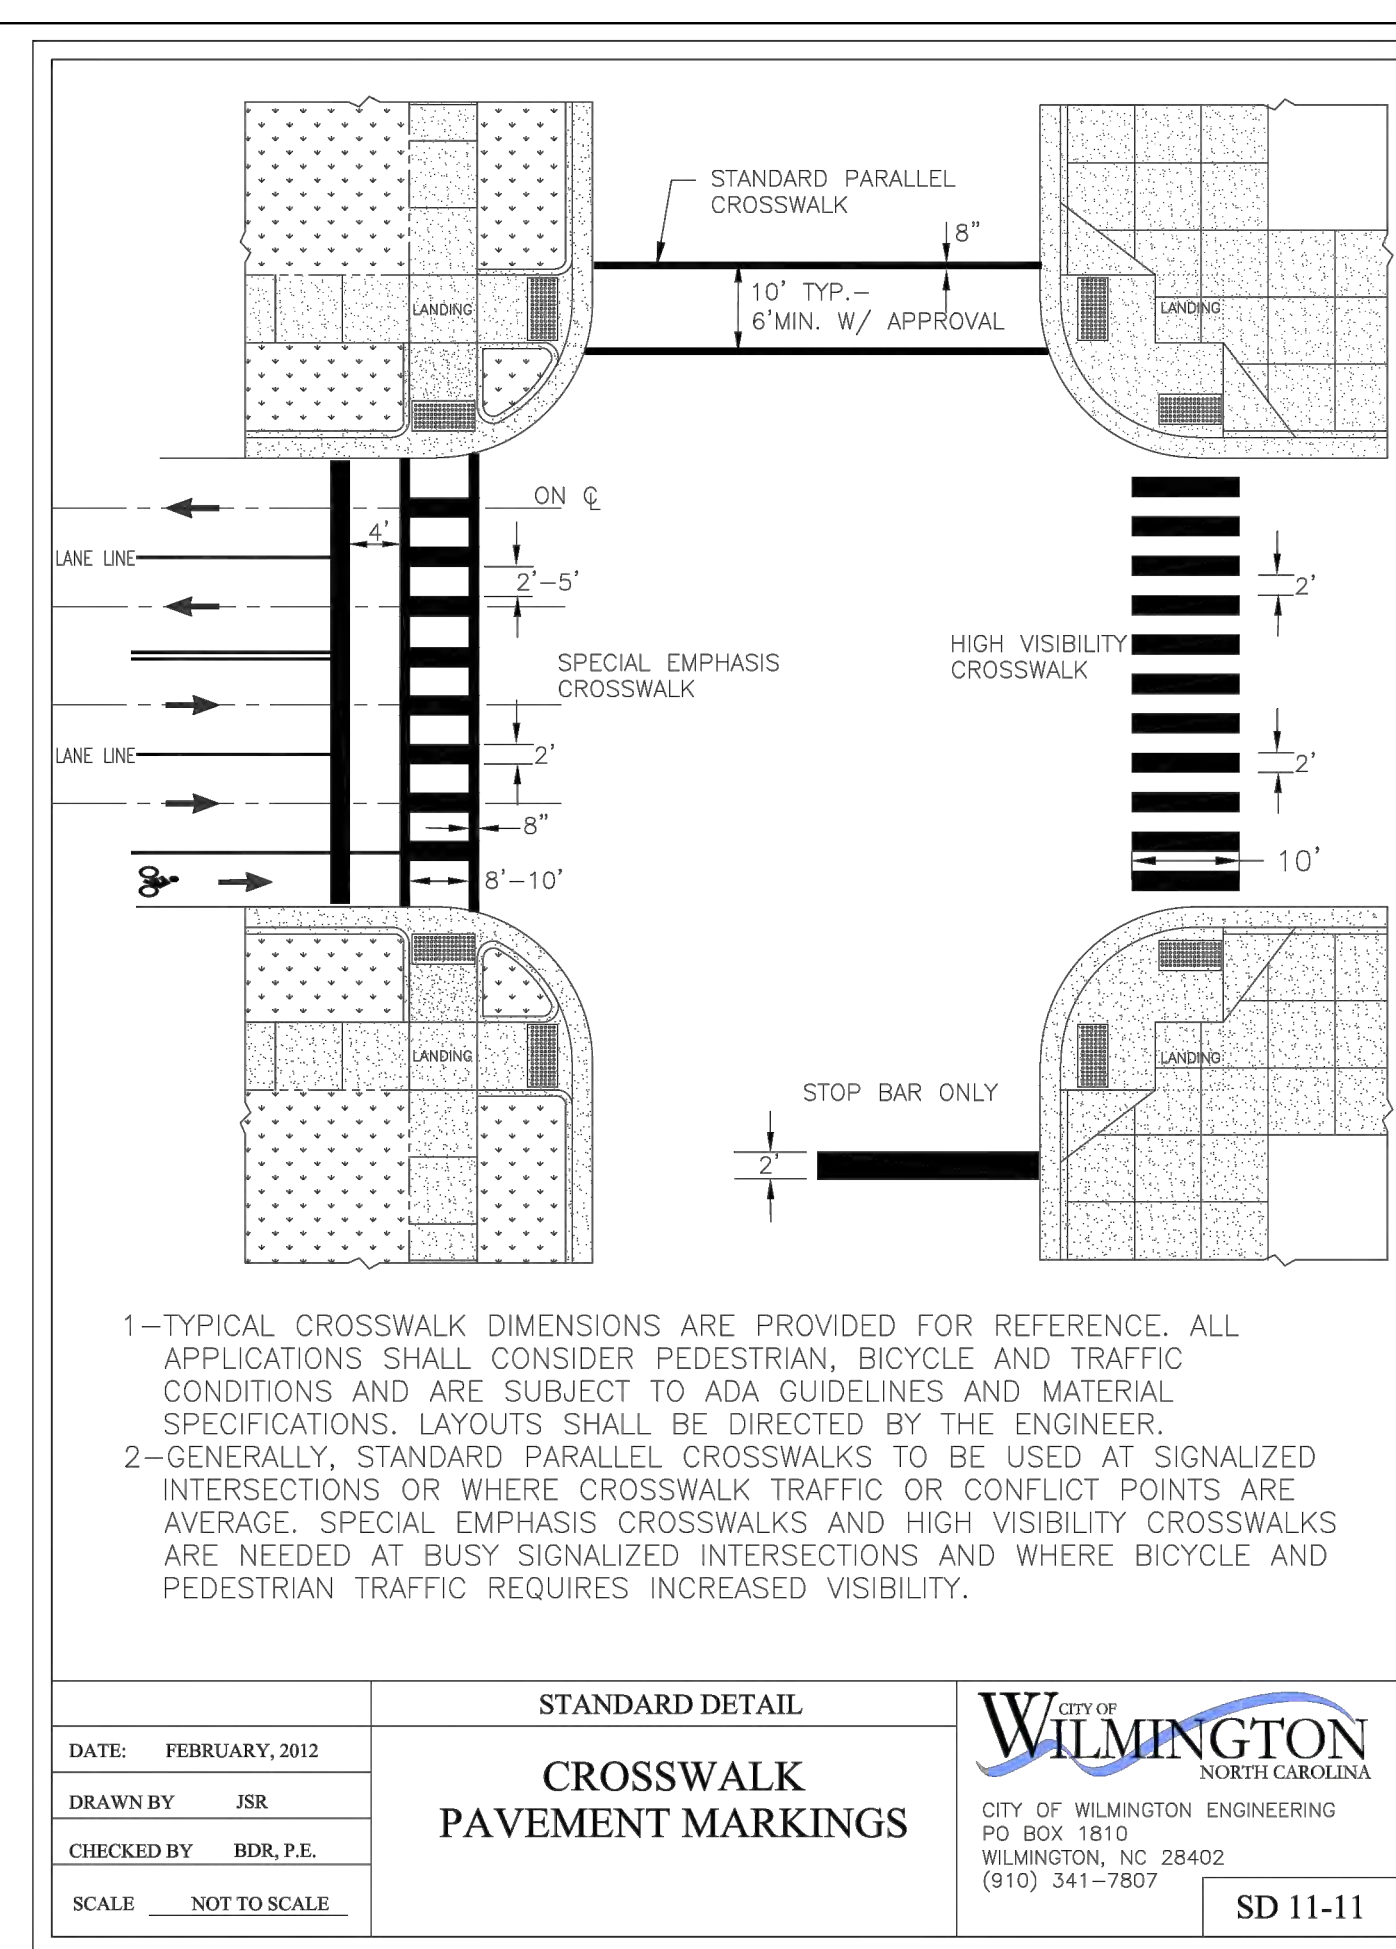 STANDARD PARALLEL
CROSSWALK
8"
10' TYP.-
6'MIN. W/ APPROVAL
LANDING
LANDING
ON ℄
4'
LANE LINE
2'-5'
2'
HIGH VISIBILITY
CROSSWALK
SPECIAL EMPHASIS
CROSSWALK
LANE LINE
2'
2'
8"
8'-10'
10'
LANDING
LANDING
STOP BAR ONLY
2'
1-TYPICAL CROSSWALK DIMENSIONS ARE PROVIDED FOR REFERENCE. ALL
APPLICATIONS SHALL CONSIDER PEDESTRIAN, BICYCLE AND TRAFFIC
CONDITIONS AND ARE SUBJECT TO ADA GUIDELINES AND MATERIAL
SPECIFICATIONS. LAYOUTS SHALL BE DIRECTED BY THE ENGINEER.
2-GENERALLY, STANDARD PARALLEL CROSSWALKS TO BE USED AT SIGNALIZED
INTERSECTIONS OR WHERE CROSSWALK TRAFFIC OR CONFLICT POINTS ARE
AVERAGE. SPECIAL EMPHASIS CROSSWALKS AND HIGH VISIBILITY CROSSWALKS
ARE NEEDED AT BUSY SIGNALIZED INTERSECTIONS AND WHERE BICYCLE AND
PEDESTRIAN TRAFFIC REQUIRES INCREASED VISIBILITY.
DATE: FEBRUARY, 2012
DRAWN BY JSR
CHECKED BY BDR, P.E.
SCALE NOT TO SCALE
STANDARD DETAIL
CROSSWALK
PAVEMENT MARKINGS
CITY OF
WILMINGTON
NORTH CAROLINA
CITY OF WILMINGTON ENGINEERING
PO BOX 1810
WILMINGTON, NC 28402
(910) 341-7807
SD 11-11